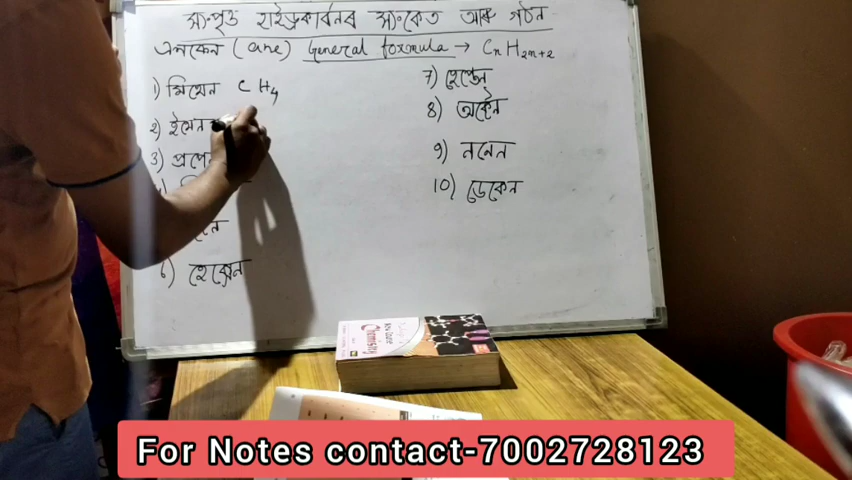 সংপৃক্ত হাইড্ৰকাৰ্বনৰ সংকেত আৰু গঠন
এলকেন (ane) General formula → CnH2n+2
1) মিথেন CH4
2) ইথেন
3) প্ৰপে
6) হেক্সেন
7) হেপ্টেন
8) অক্টেন
9) ননেন
10) ডেকেন
Chemistry
For Notes contact-7002728123